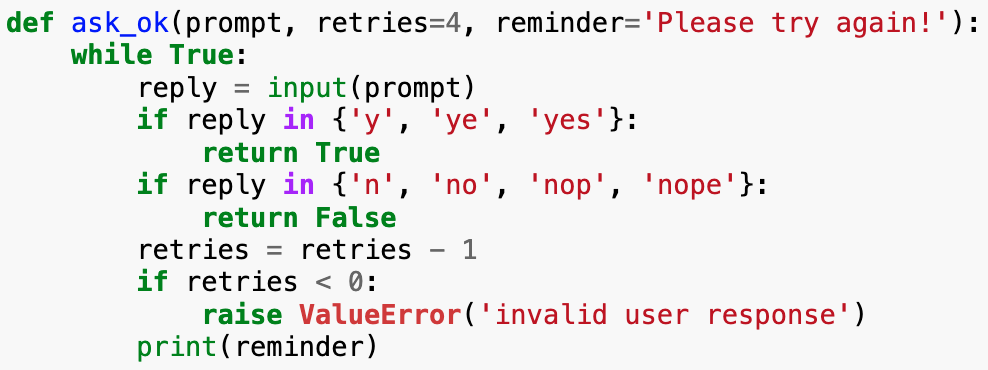 def ask_ok(prompt, retries=4, reminder='Please try again!'):
    while True:
        reply = input(prompt)
        if reply in {'y', 'ye', 'yes'}:
            return True
        if reply in {'n', 'no', 'nop', 'nope'}:
            return False
        retries = retries - 1
        if retries < 0:
            raise ValueError('invalid user response')
        print(reminder)